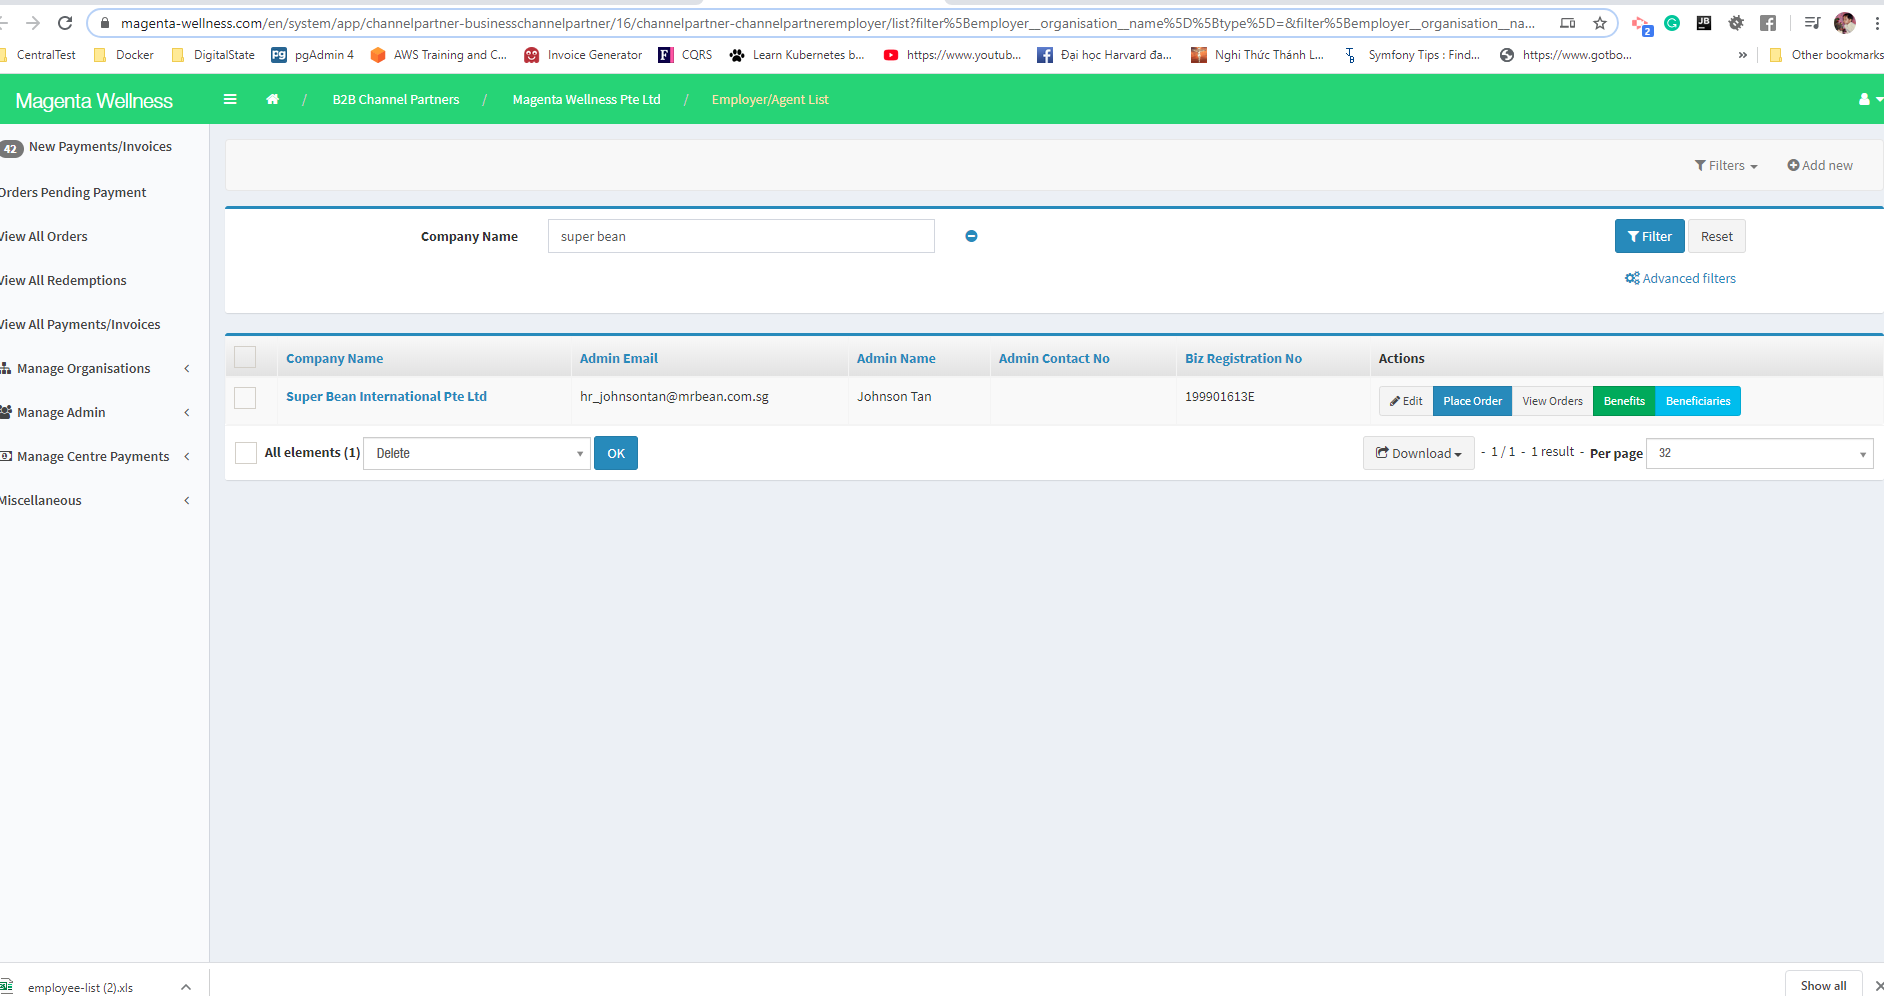 magenta-wellness.com/en/system/app/channelpartner-businesschannelpartner/16/channelpartner-channelpartneremployer/list?filter%5Bemployer__organisation__name%5D%5Btype%5D=&filter%5Bemployer__organisation__na...
2
CentralTest Docker DigitalState pgAdmin 4 AWS Training and C... Invoice Generator CQRS Learn Kubernetes b... https://www.youtub... Đại học Harvard đa... Nghi Thức Thánh L... Symfony Tips : Find... https://www.gotbo... » Other bookmarks
Magenta Wellness / B2B Channel Partners / Magenta Wellness Pte Ltd / Employer/Agent List
42 New Payments/Invoices
Orders Pending Payment
View All Orders
View All Redemptions
View All Payments/Invoices
Manage Organisations
Manage Admin
Manage Centre Payments
Miscellaneous
Filters Add new
Company Name super bean Filter Reset
Advanced filters
Company Name Admin Email Admin Name Admin Contact No Biz Registration No Actions
Super Bean International Pte Ltd hr_johnsontan@mrbean.com.sg Johnson Tan 199901613E Edit Place Order View Orders Benefits Beneficiaries
All elements (1) Delete OK Download - 1 / 1 - 1 result - Per page 32
employee-list (2).xls Show all